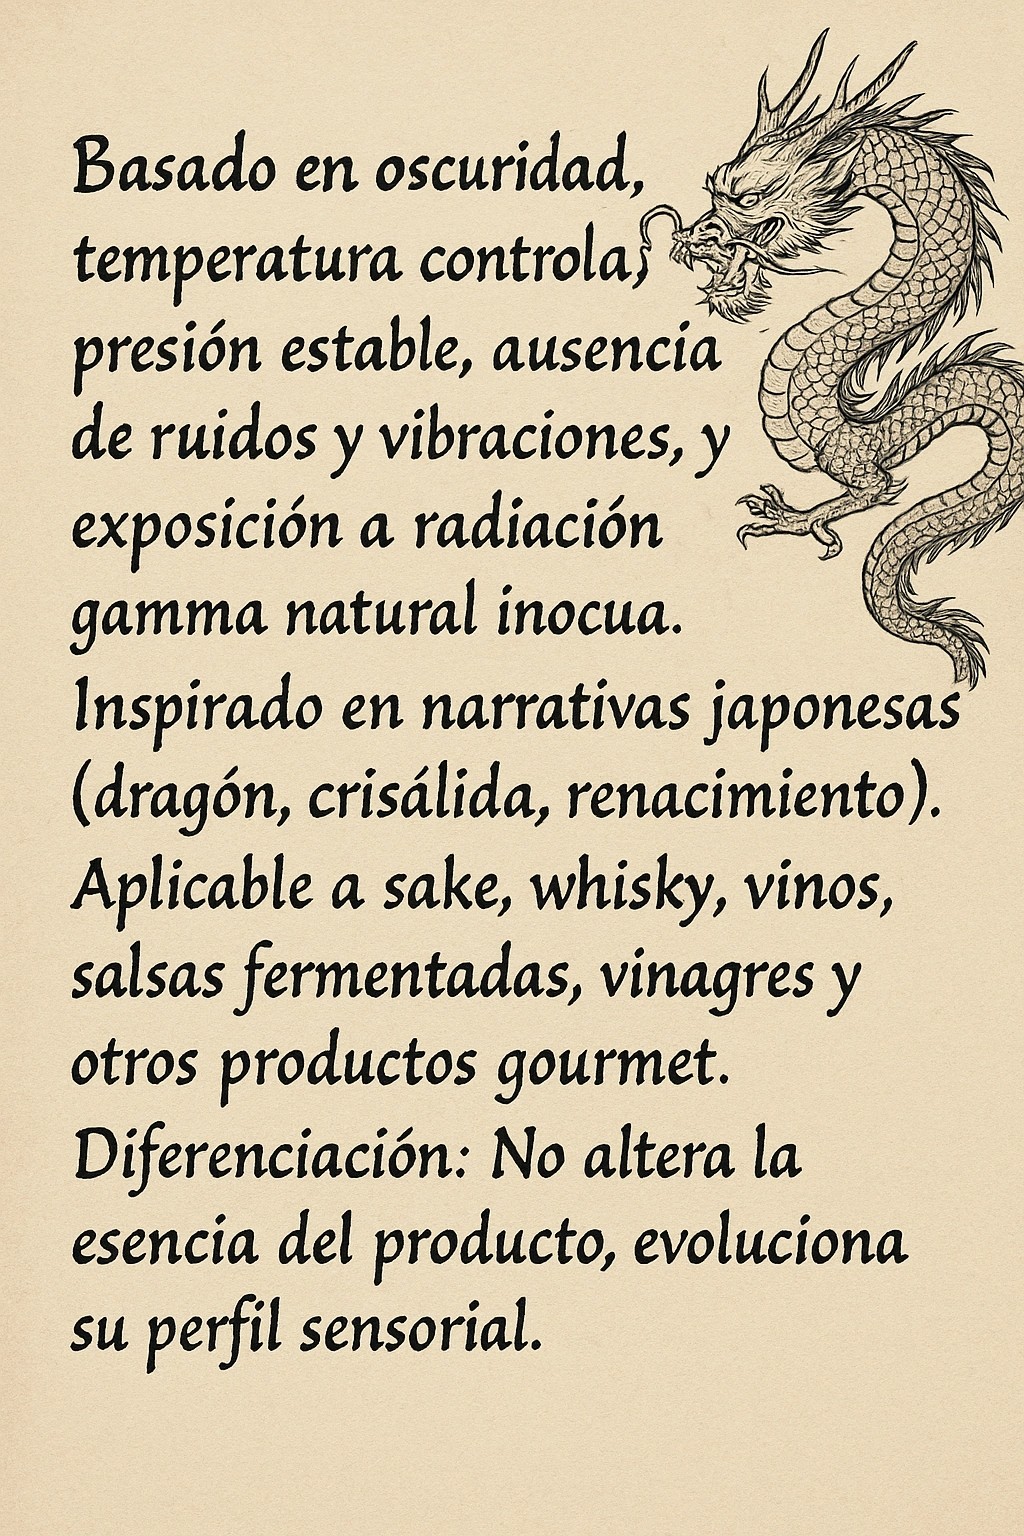 Basado en oscuridad,
temperatura controla,
presión estable, ausencia
de ruidos y vibraciones, y
exposición a radiación
gamma natural inocua.
Inspirado en narrativas japonesas
(dragón, crisálida, renacimiento).
Aplicable a sake, whisky, vinos,
salsas fermentadas, vinagres y
otros productos gourmet.
Diferenciación: No altera la
esencia del producto, evoluciona
su perfil sensorial.